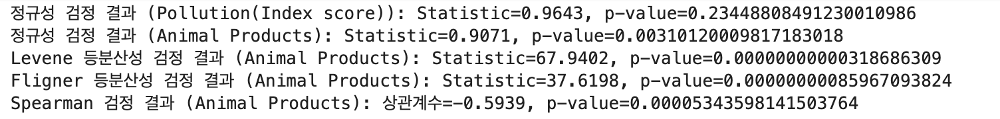 정규성 검정 결과 (Pollution(Index score)): Statistic=0.9643, p-value=0.23448808491230010986
정규성 검정 결과 (Animal Products): Statistic=0.9071, p-value=0.00310120009817183018
Levene 등분산성 검정 결과 (Animal Products): Statistic=67.9402, p-value=0.00000000000318686309
Fligner 등분산성 검정 결과 (Animal Products): Statistic=37.6198, p-value=0.00000000085967093824
Spearman 검정 결과 (Animal Products): 상관계수=-0.5939, p-value=0.00005343598141503764